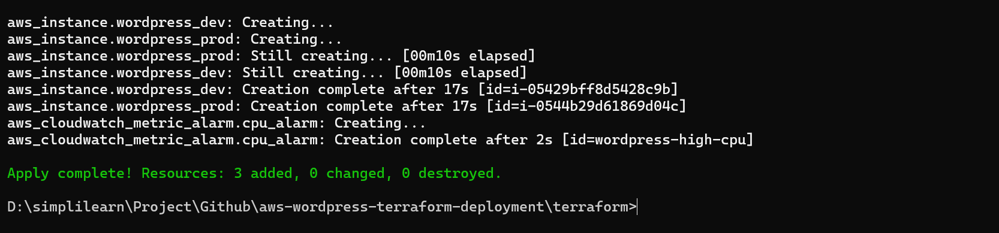 aws_instance.wordpress_dev: Creating...
aws_instance.wordpress_prod: Creating...
aws_instance.wordpress_prod: Still creating... [00m10s elapsed]
aws_instance.wordpress_dev: Still creating... [00m10s elapsed]
aws_instance.wordpress_dev: Creation complete after 17s [id=i-05429bff8d5428c9b]
aws_instance.wordpress_prod: Creation complete after 17s [id=i-0544b29d61869d04c]
aws_cloudwatch_metric_alarm.cpu_alarm: Creating...
aws_cloudwatch_metric_alarm.cpu_alarm: Creation complete after 2s [id=wordpress-high-cpu]
Apply complete! Resources: 3 added, 0 changed, 0 destroyed.
D:\simplilearn\Project\Github\aws-wordpress-terraform-deployment\terraform>